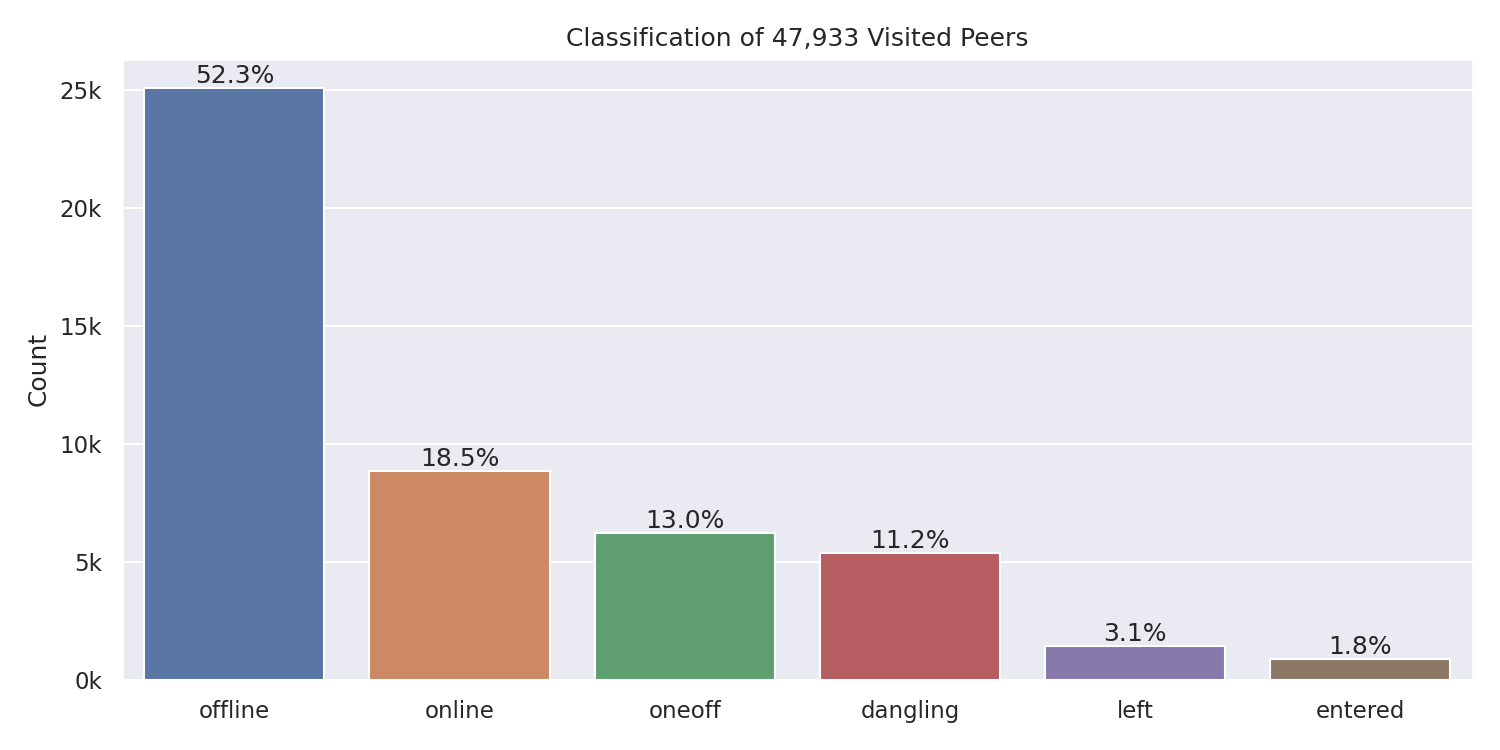 Classification of 47,933 Visited Peers
Count
25k
20k
15k
10k
5k
0k
52.3%
18.5%
13.0%
11.2%
3.1%
1.8%
offline
online
oneoff
dangling
left
entered